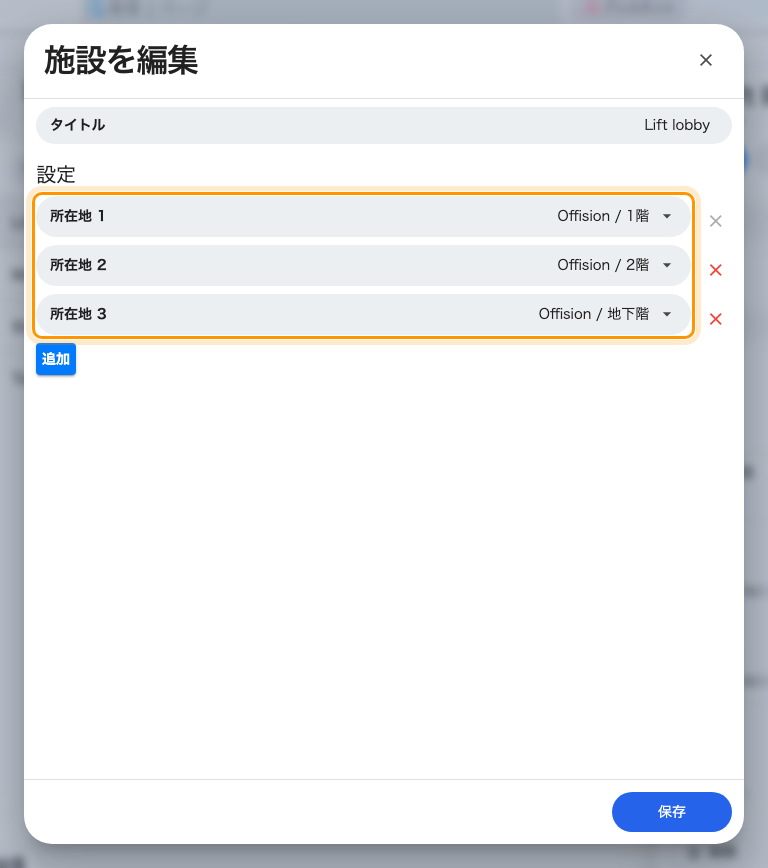 施設を編集
タイトル Lift lobby
設定
所在地 1 Offision / 1階
所在地 2 Offision / 2階
所在地 3 Offision / 地下階
追加
保存